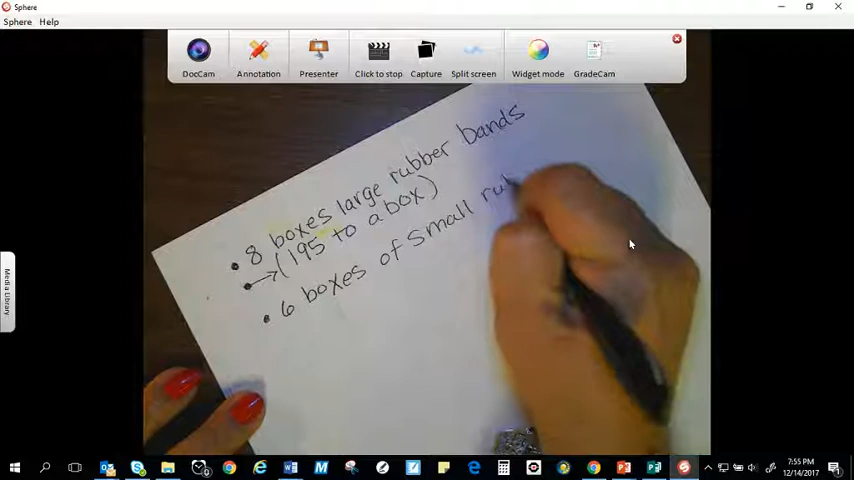 Sphere
Sphere Help
DocCam
Annotation
Presenter
Click to stop
Capture
Split screen
Widget mode
GradeCam
• 8 boxes large rubber bands
•→(195 to a box)
• 6 boxes of small rub
Media Library
7:55 PM
12/14/2017